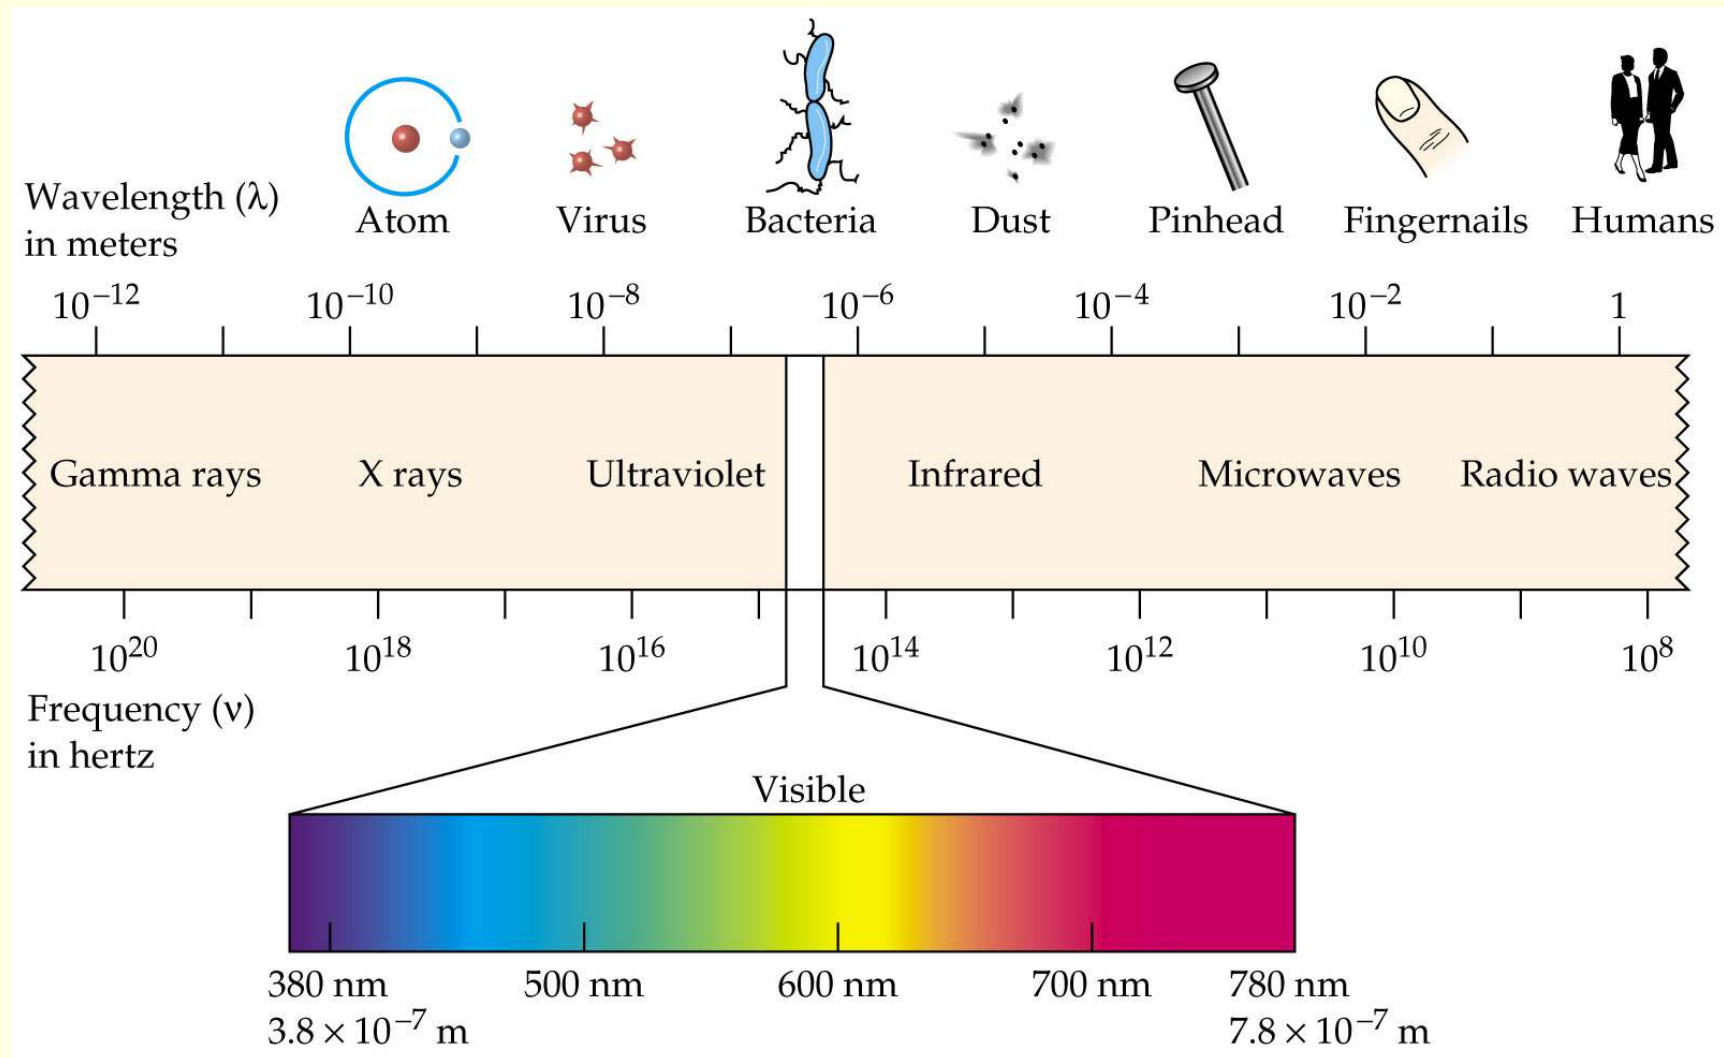 Atom Virus Bacteria Dust Pinhead Fingernails Humans
Wavelength (λ)
in meters
10⁻¹² 10⁻¹⁰ 10⁻⁸ 10⁻⁶ 10⁻⁴ 10⁻² 1
Gamma rays X rays Ultraviolet Infrared Microwaves Radio waves
10²⁰ 10¹⁸ 10¹⁶ 10¹⁴ 10¹² 10¹⁰ 10⁸
Frequency (ν)
in hertz
Visible
380 nm 500 nm 600 nm 700 nm 780 nm
3.8 × 10⁻⁷ m 7.8 × 10⁻⁷ m